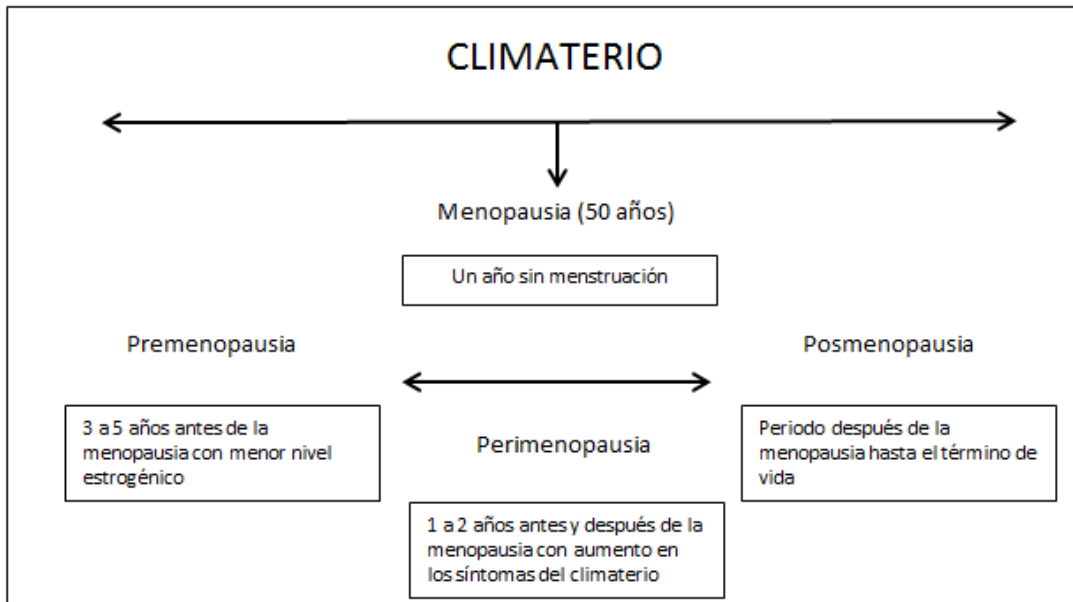 CLIMATERIO
Menopausia (50 años)
Un año sin menstruación
Premenopausia
Posmenopausia
3 a 5 años antes de la
menopausia con menor nivel
estrogénico
Perimenopausia
Periodo después de la
menopausia hasta el término de
vida
1 a 2 años antes y después de la
menopausia con aumento en
los síntomas del climaterio